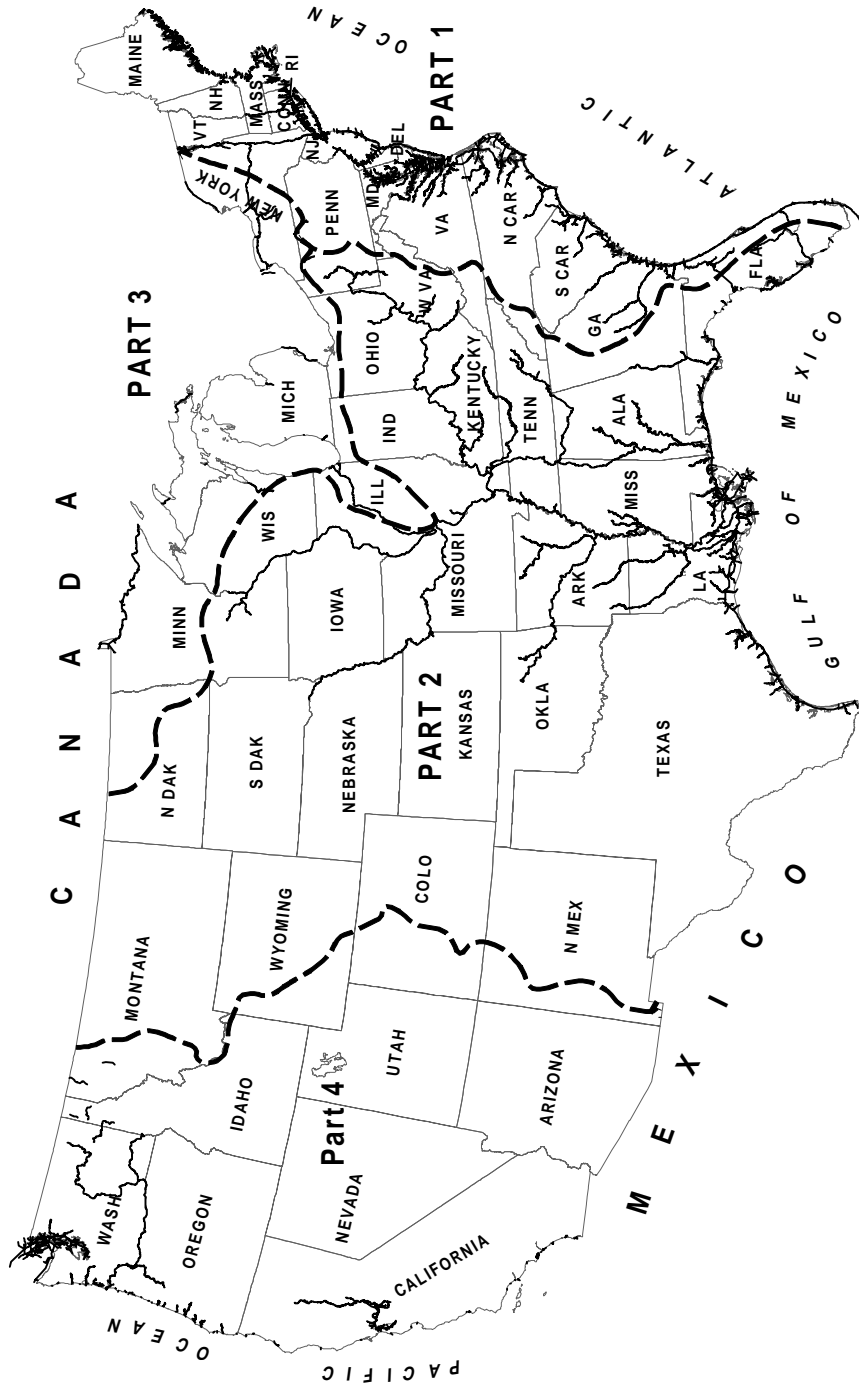 C A N A D A
PACIFIC
OCEAN
WASH
OREGON
CALIFORNIA
NEVADA
IDAHO
MONTANA
WYOMING
UTAH
ARIZONA
COLO
N MEX
N DAK
S DAK
NEBRASKA
KANSAS
OKLA
TEXAS
MINN
IOWA
MISSOURI
ARK
LA
WIS
ILL
MICH
IND
OHIO
KENTUCKY
TENN
MISS
ALA
GA
FLA
S CAR
N CAR
VA
W VA
MD
DEL
PENN
NJ
NEW YORK
CONN
RI
MASS
VT
NH
MAINE
Part 4
PART 2
PART 3
PART 1
ATLANTIC
OCEAN
GULF OF MEXICO
M E X I C O